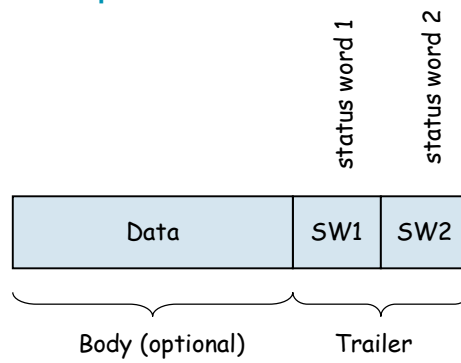 status word 1
status word 2
Data
SW1
SW2
Body (optional)
Trailer